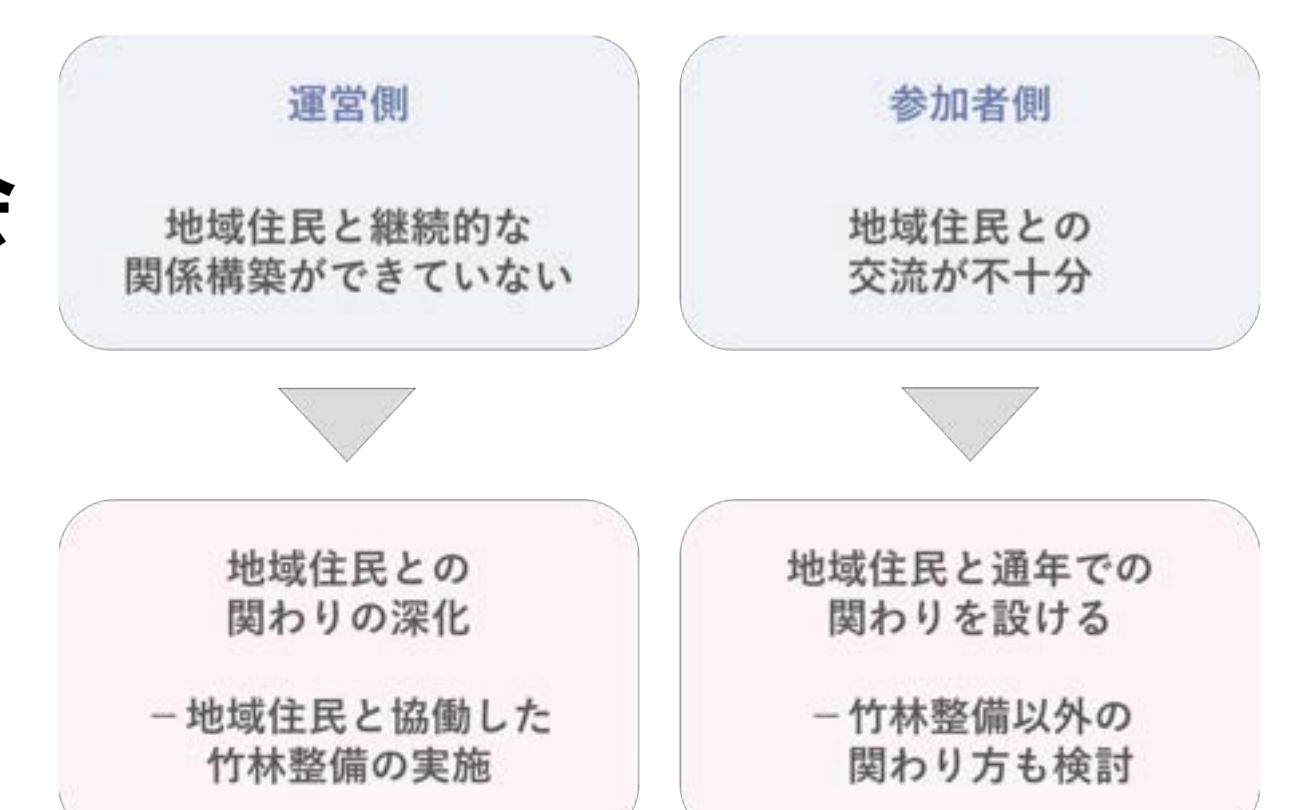 運営側
地域住民と継続的な
関係構築ができていない
参加者側
地域住民との
交流が不十分
地域住民との
関わりの深化
－地域住民と協働した
竹林整備の実施
地域住民と通年での
関わりを設ける
－竹林整備以外の
関わり方も検討